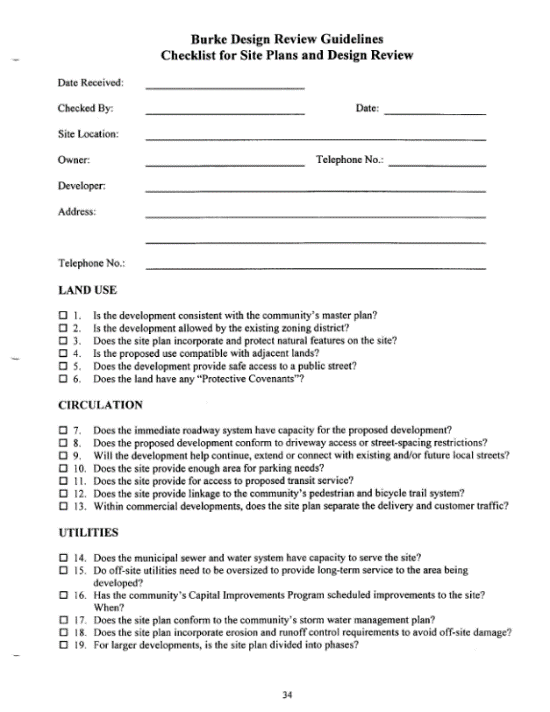 Burke Design Review Guidelines
Checklist for Site Plans and Design Review
Date Received:
Checked By: Date:
Site Location:
Owner: Telephone No.:
Developer:
Address:
Telephone No.:
LAND USE
☐ 1. Is the development consistent with the community's master plan?
☐ 2. Is the development allowed by the existing zoning district?
☐ 3. Does the site plan incorporate and protect natural features on the site?
☐ 4. Is the proposed use compatible with adjacent lands?
☐ 5. Does the development provide safe access to a public street?
☐ 6. Does the land have any "Protective Covenants"?
CIRCULATION
☐ 7. Does the immediate roadway system have capacity for the proposed development?
☐ 8. Does the proposed development conform to driveway access or street-spacing restrictions?
☐ 9. Will the development help continue, extend or connect with existing and/or future local streets?
☐ 10. Does the site provide enough area for parking needs?
☐ 11. Does the site provide for access to proposed transit service?
☐ 12. Does the site provide linkage to the community's pedestrian and bicycle trail system?
☐ 13. Within commercial developments, does the site plan separate the delivery and customer traffic?
UTILITIES
☐ 14. Does the municipal sewer and water system have capacity to serve the site?
☐ 15. Do off-site utilities need to be oversized to provide long-term service to the area being
developed?
☐ 16. Has the community's Capital Improvements Program scheduled improvements to the site?
When?
☐ 17. Does the site plan conform to the community's storm water management plan?
☐ 18. Does the site plan incorporate erosion and runoff control requirements to avoid off-site damage?
☐ 19. For larger developments, is the site plan divided into phases?
34